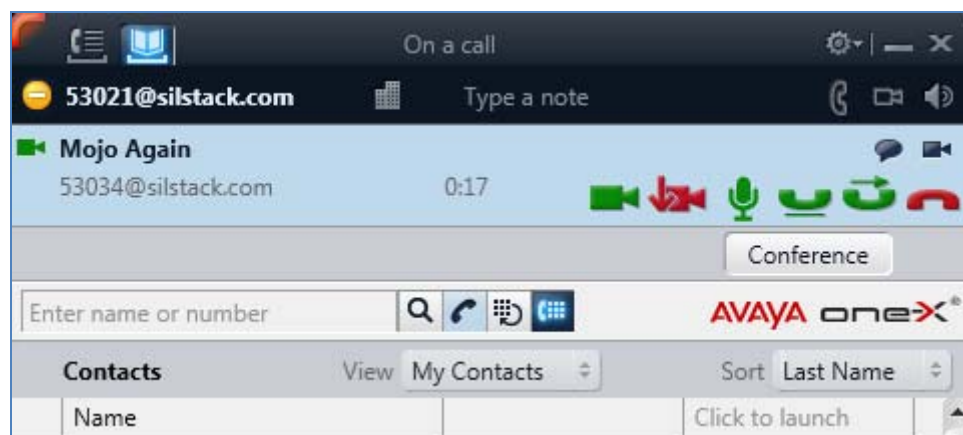 On a call
53021@silstack.com Type a note
Mojo Again
53034@silstack.com 0:17
Conference
Enter name or number AVAYA one-X®
Contacts View My Contacts Sort Last Name
Name Click to launch